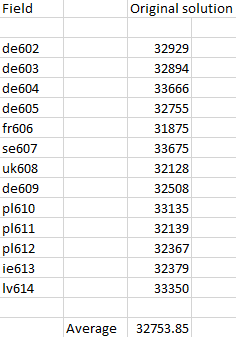 Field Original solution
de602 32929
de603 32894
de604 33666
de605 32755
fr606 31875
se607 33675
uk608 32128
de609 32508
pl610 33135
pl611 32139
pl612 32367
ie613 32379
lv614 33350
Average 32753.85